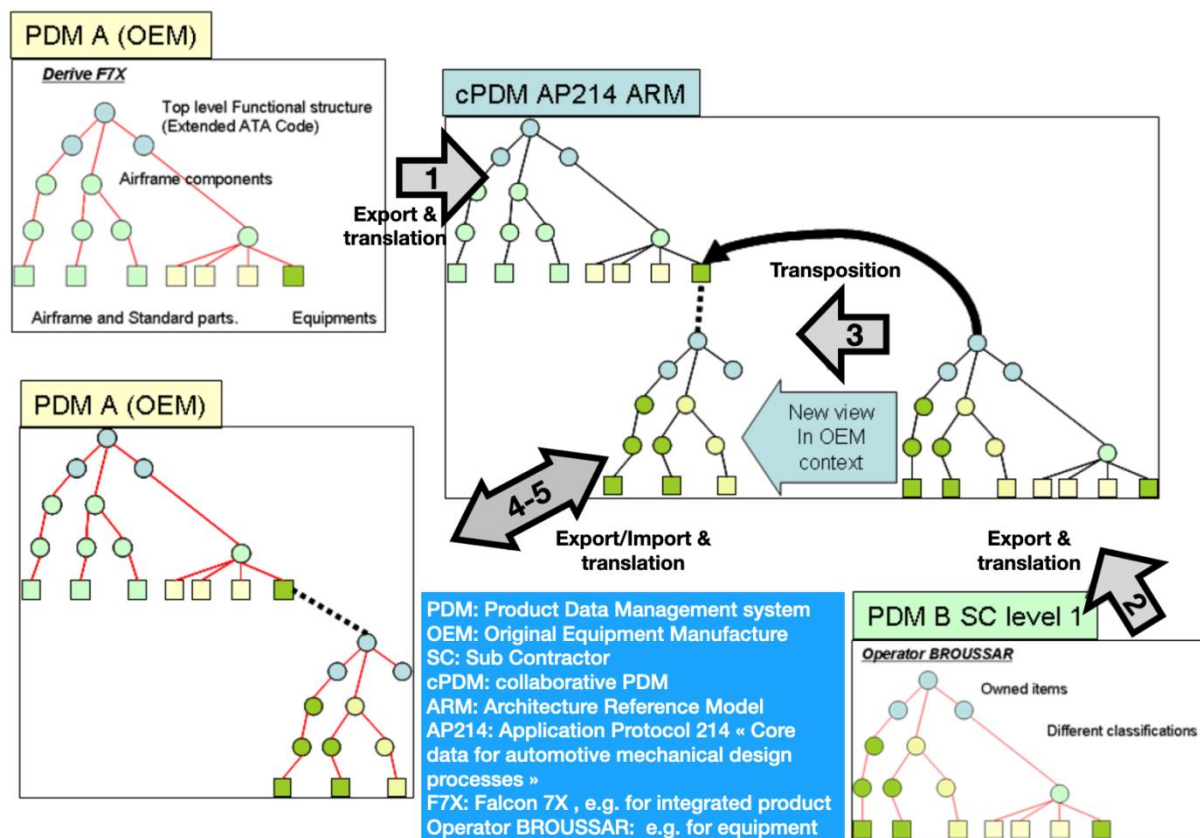 PDM A (OEM)
Derive F7X
Top level Functional structure
(Extended ATA Code)
Airframe components
Airframe and Standard parts.
Equipments
cPDM AP214 ARM
1
Export &
translation
Transposition
3
New view
In OEM
context
PDM A (OEM)
4-5
Export/Import &
translation
Export &
translation
2
PDM: Product Data Management system
OEM: Original Equipment Manufacture
SC: Sub Contractor
cPDM: collaborative PDM
ARM: Architecture Reference Model
AP214: Application Protocol 214 « Core
data for automotive mechanical design
processes »
F7X: Falcon 7X , e.g. for integrated product
Operator BROUSSAR:  e.g. for equipment
PDM B SC level 1
Operator BROUSSAR
Owned items
Different classifications